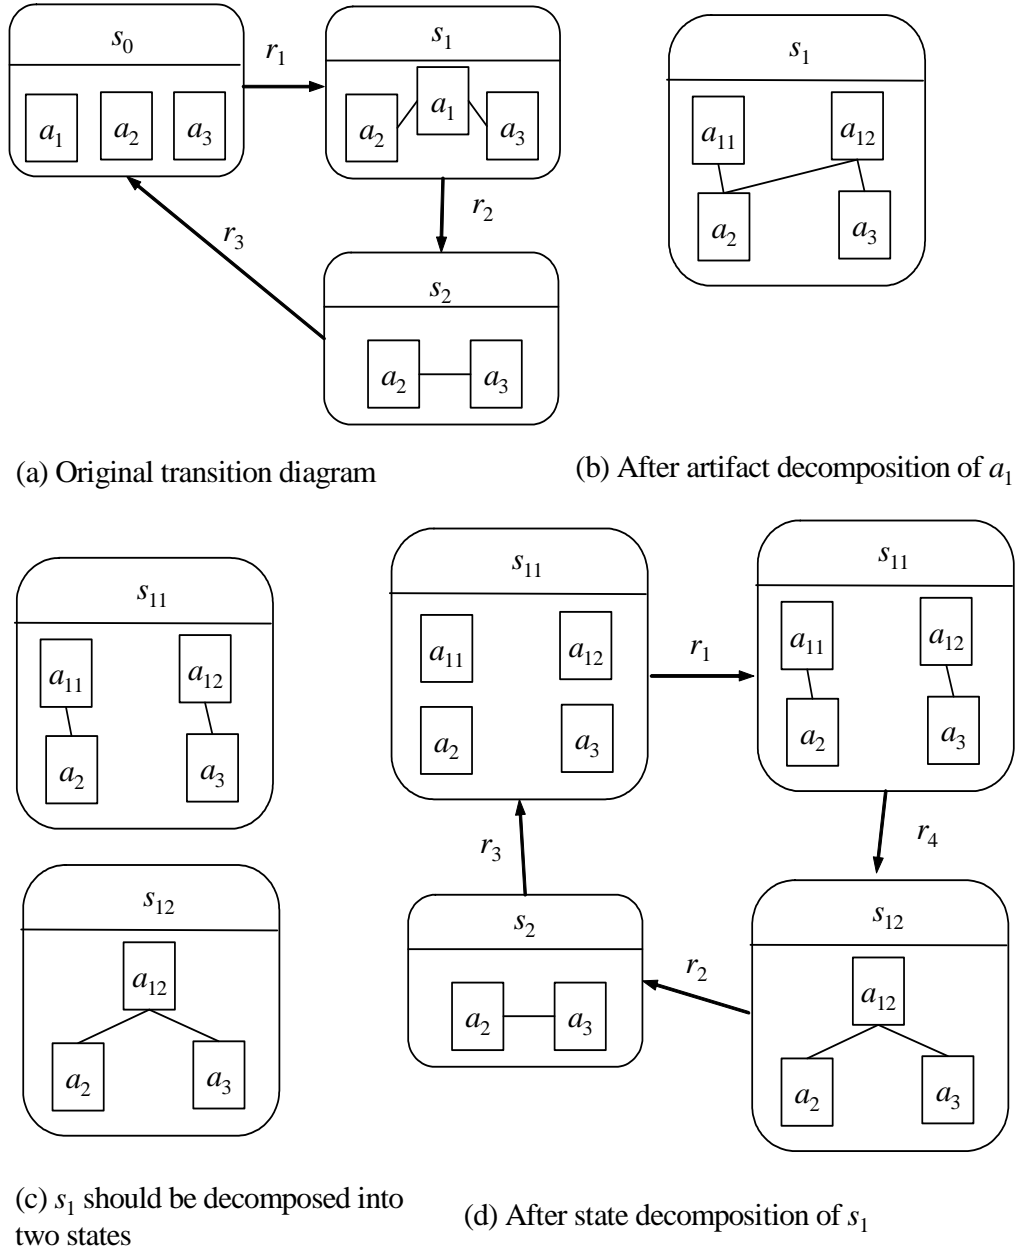 s0
r1
s1
s1
a1
a2
a3
a2
a1
a3
a11
a12
a2
a3
r3
r2
s2
a2
a3
(a) Original transition diagram
(b) After artifact decomposition of a1
s11
a11
a12
a2
a3
s12
a12
a2
a3
s11
a11
a12
a2
a3
r1
s11
a11
a12
a2
a3
r3
r4
s2
a2
a3
r2
s12
a12
a2
a3
(c) s1 should be decomposed into
two states
(d) After state decomposition of s1